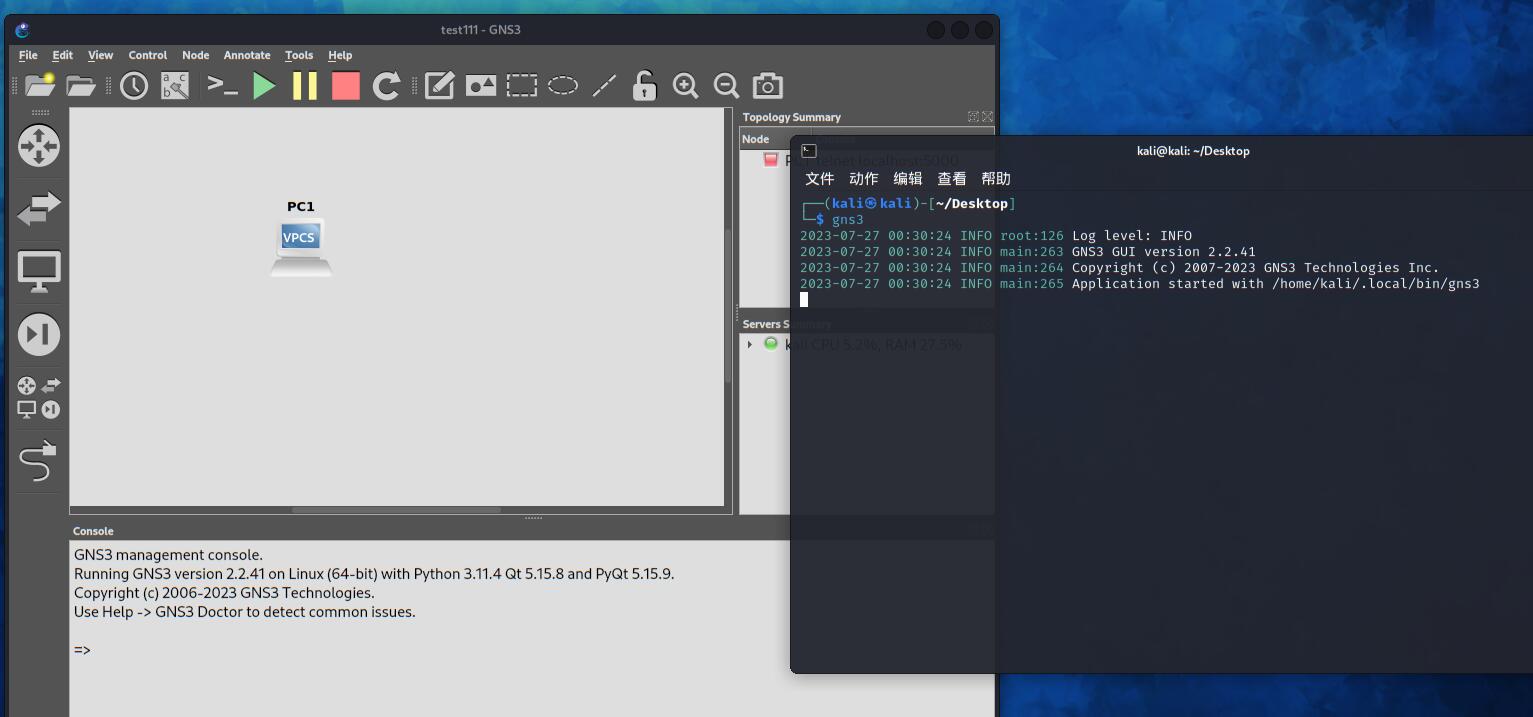 test111 - GNS3
File Edit View Control Node Annotate Tools Help
a c
b
PC1
VPCS
Topology Summary
Node
telnet localhost:5000
Servers Summary
kali CPU 5.2%, RAM 27.5%
Console
GNS3 management console.
Running GNS3 version 2.2.41 on Linux (64-bit) with Python 3.11.4 Qt 5.15.8 and PyQt 5.15.9.
Copyright (c) 2006-2023 GNS3 Technologies.
Use Help -> GNS3 Doctor to detect common issues.
=>
kali@kali: ~/Desktop
文件 动作 编辑 查看 帮助
┌──(kali㉿kali)-[~/Desktop]
└─$ gns3
2023-07-27 00:30:24 INFO root:126 Log level: INFO
2023-07-27 00:30:24 INFO main:263 GNS3 GUI version 2.2.41
2023-07-27 00:30:24 INFO main:264 Copyright (c) 2007-2023 GNS3 Technologies Inc.
2023-07-27 00:30:24 INFO main:265 Application started with /home/kali/.local/bin/gns3